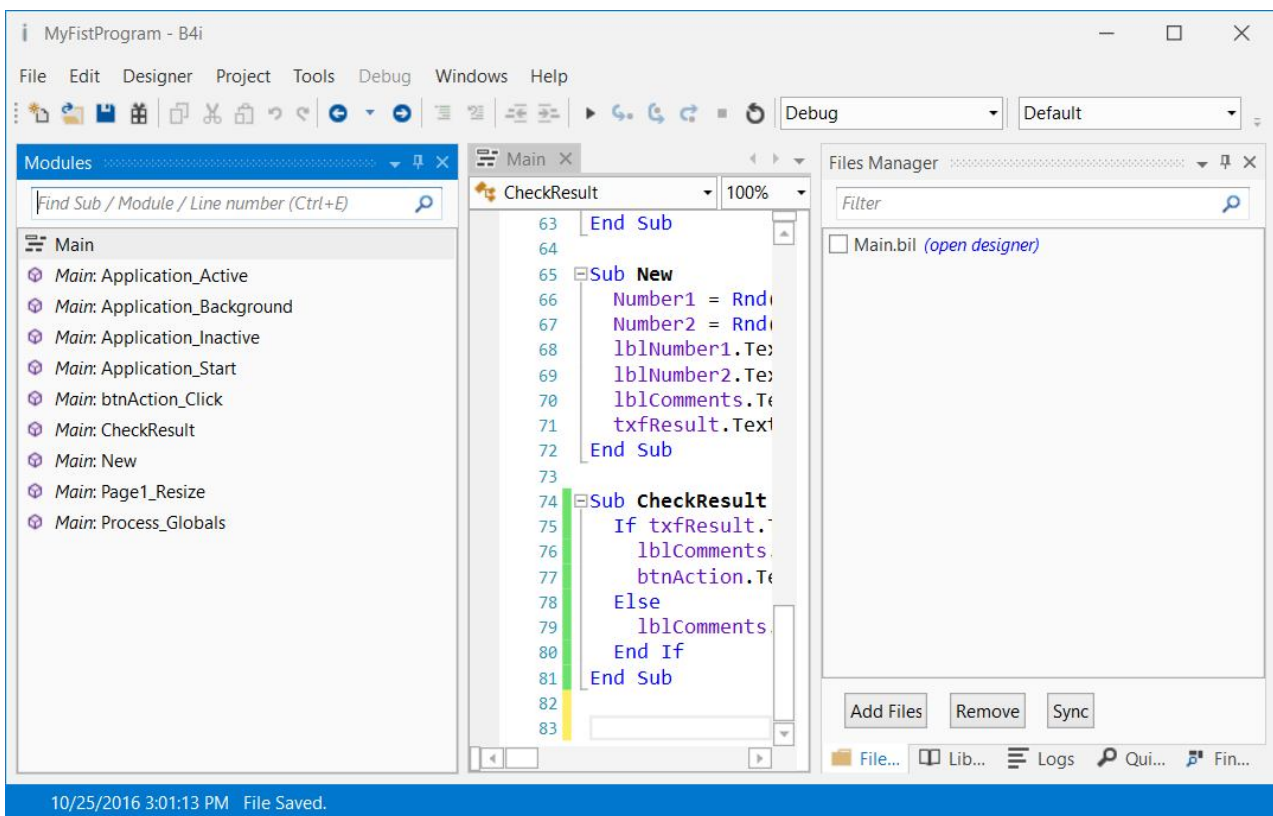 MyFistProgram - B4i
File Edit Designer Project Tools Debug Windows Help
Debug Default
Modules
Find Sub / Module / Line number (Ctrl+E)
Main
Main: Application_Active
Main: Application_Background
Main: Application_Inactive
Main: Application_Start
Main: btnAction_Click
Main: CheckResult
Main: New
Main: Page1_Resize
Main: Process_Globals
Main
CheckResult 100%
63 End Sub
64
65 Sub New
66 Number1 = Rnd(
67 Number2 = Rnd(
68 lblNumber1.Tex
69 lblNumber2.Tex
70 lblComments.Te
71 txfResult.Text
72 End Sub
73
74 Sub CheckResult
75 If txfResult.T
76 lblComments.
77 btnAction.Te
78 Else
79 lblComments.
80 End If
81 End Sub
82
83
Files Manager
Filter
Main.bil (open designer)
Add Files Remove Sync
File... Lib... Logs Qui... Fin...
10/25/2016 3:01:13 PM File Saved.